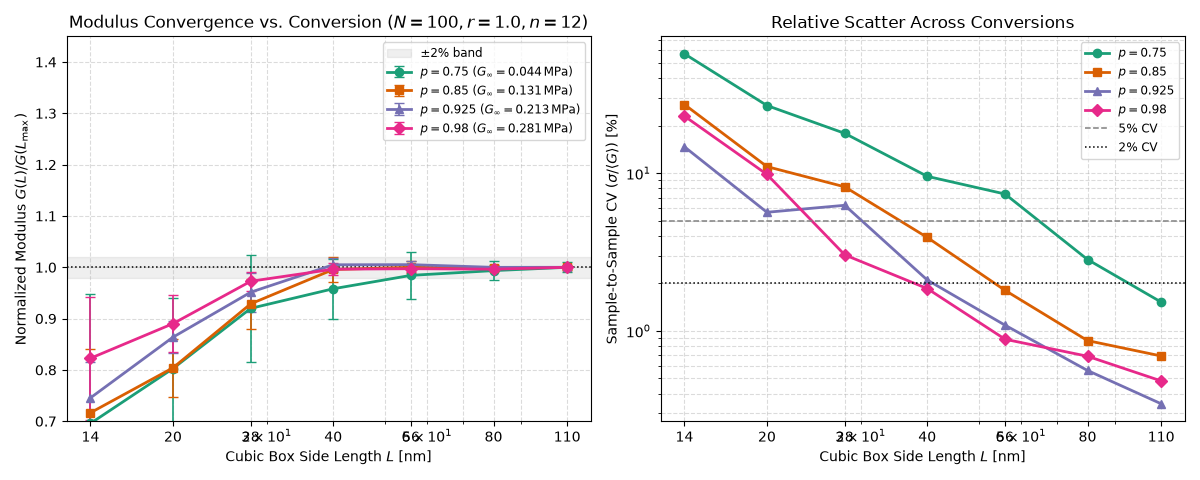 Modulus Convergence vs. Conversion (N = 100, r = 1.0, n = 12)
Normalized Modulus G(L)/G(L_max)
1.4
1.3
1.2
1.1
1.0
0.9
0.8
0.7
±2% band
p = 0.75 (G∞ = 0.044 MPa)
p = 0.85 (G∞ = 0.131 MPa)
p = 0.925 (G∞ = 0.213 MPa)
p = 0.98 (G∞ = 0.281 MPa)
14 20 28 3 × 10¹ 40 56 6 × 10¹ 80 110
Cubic Box Side Length L [nm]
Relative Scatter Across Conversions
Sample-to-Sample CV (σ/⟨G⟩) [%]
10¹
10⁰
p = 0.75
p = 0.85
p = 0.925
p = 0.98
5% CV
2% CV
14 20 28 3 × 10¹ 40 56 6 × 10¹ 80 110
Cubic Box Side Length L [nm]